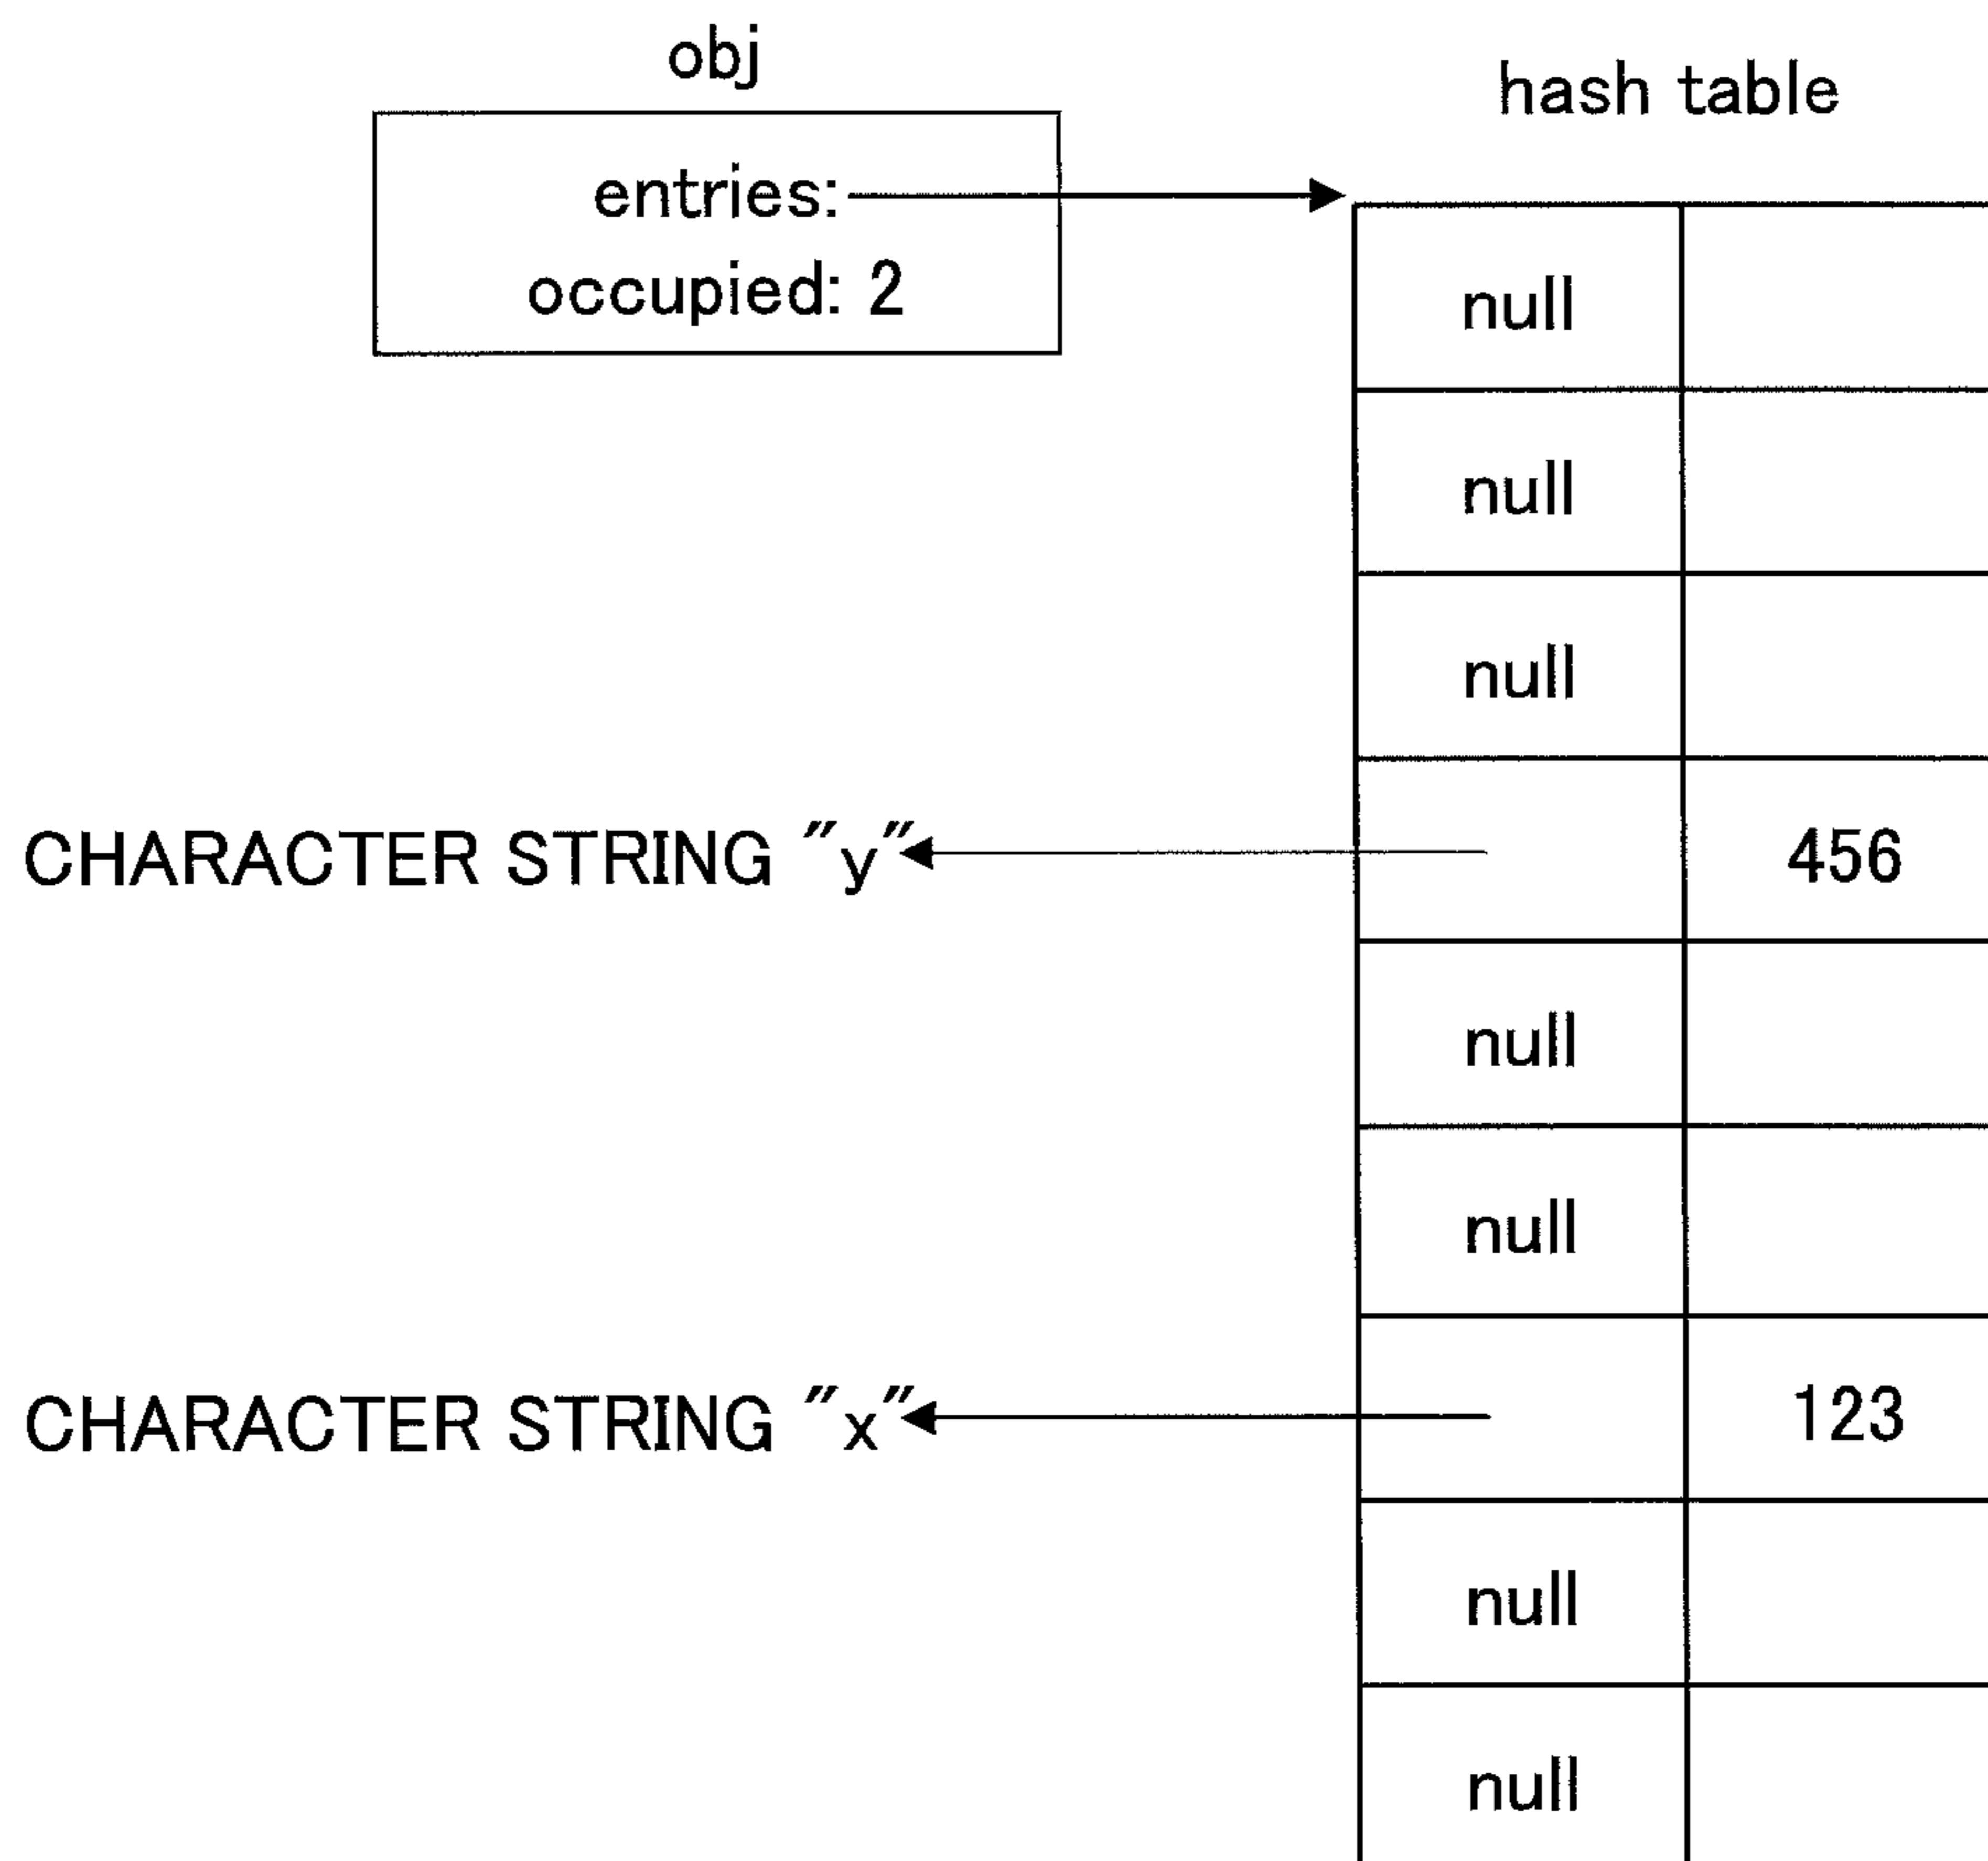 obj
hash table
entries:
occupied: 2
null
null
null
CHARACTER STRING "y"
456
null
null
CHARACTER STRING "x"
123
null
null